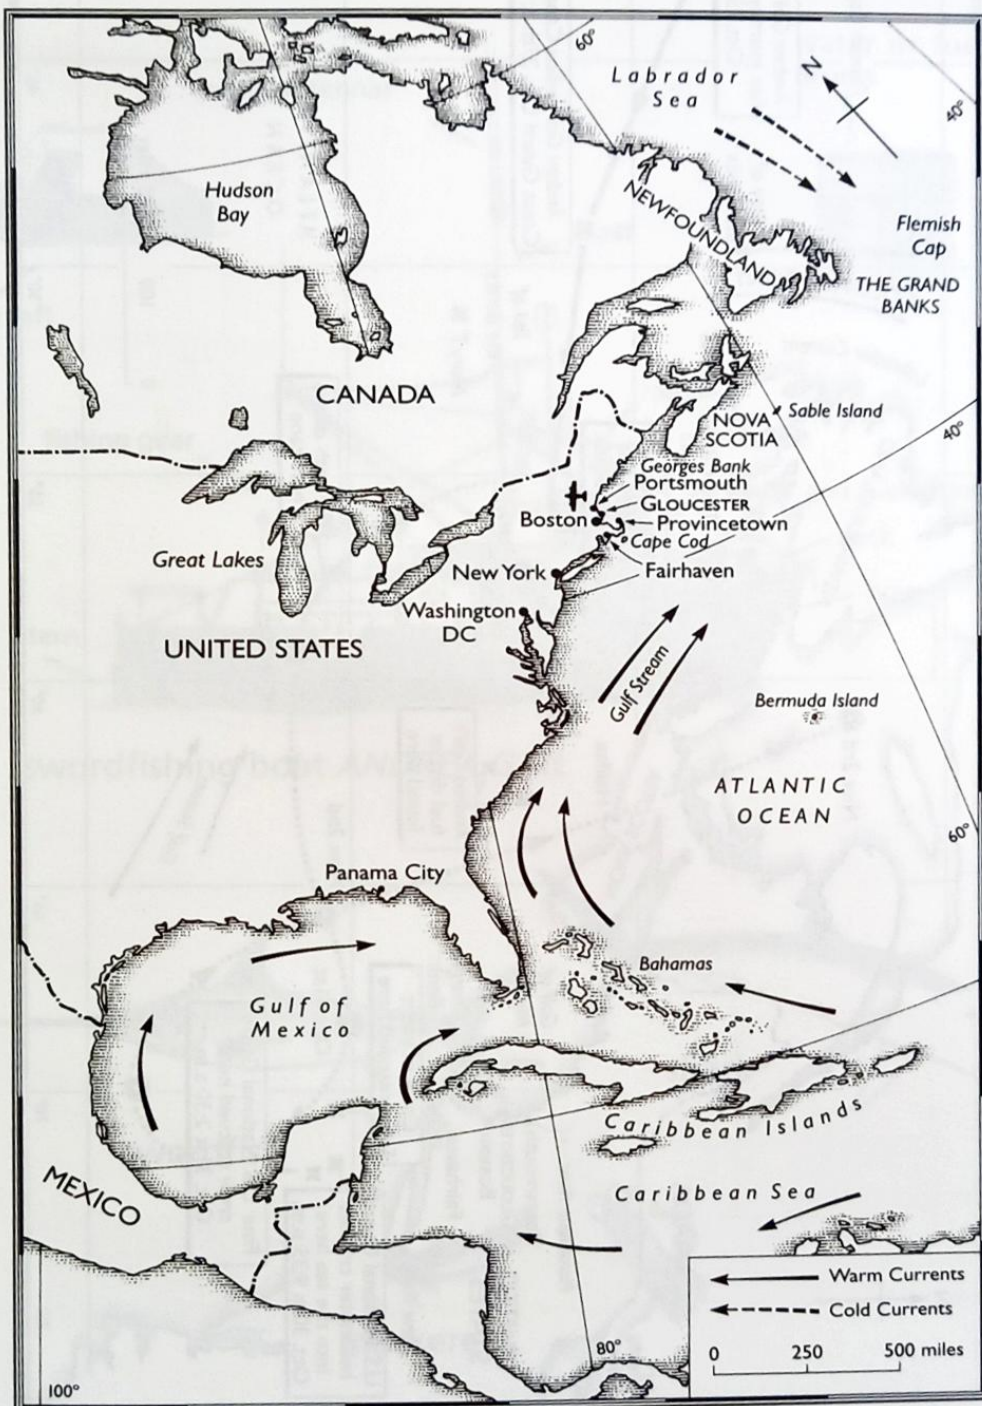 60°
Labrador
Sea
N
40°
Hudson
Bay
NEWFOUNDLAND
Flemish
Cap
THE GRAND
BANKS
CANADA
Sable Island
NOVA
SCOTIA
40°
Georges Bank
Portsmouth
GLOUCESTER
Boston
Provincetown
Cape Cod
Great Lakes
New York
Fairhaven
Washington
DC
UNITED STATES
Gulf Stream
Bermuda Island
ATLANTIC
OCEAN
60°
Panama City
Bahamas
Gulf of
Mexico
Caribbean Islands
MEXICO
Caribbean Sea
Warm Currents
Cold Currents
80°
0 250 500 miles
100°